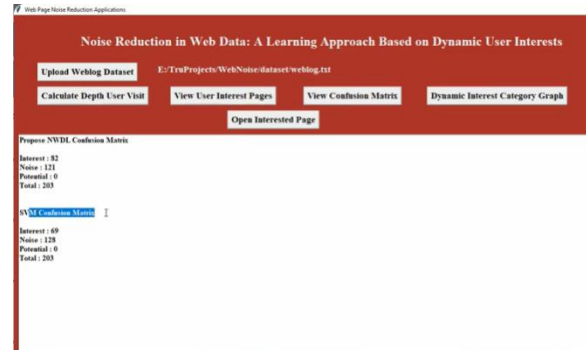 Web Page Noise Reduction Applications
Noise Reduction in Web Data: A Learning Approach Based on Dynamic User Interests
Upload Weblog Dataset E:/TruProjects/WebNoise/dataset/weblog.txt
Calculate Depth User Visit View User Interest Pages View Confusion Matrix Dynamic Interest Category Graph
Open Interested Page
Propose NWDL Confusion Matrix
Interest : 82
Noise : 121
Potential : 0
Total : 203
SVM Confusion Matrix
Interest : 69
Noise : 128
Potential : 0
Total : 203